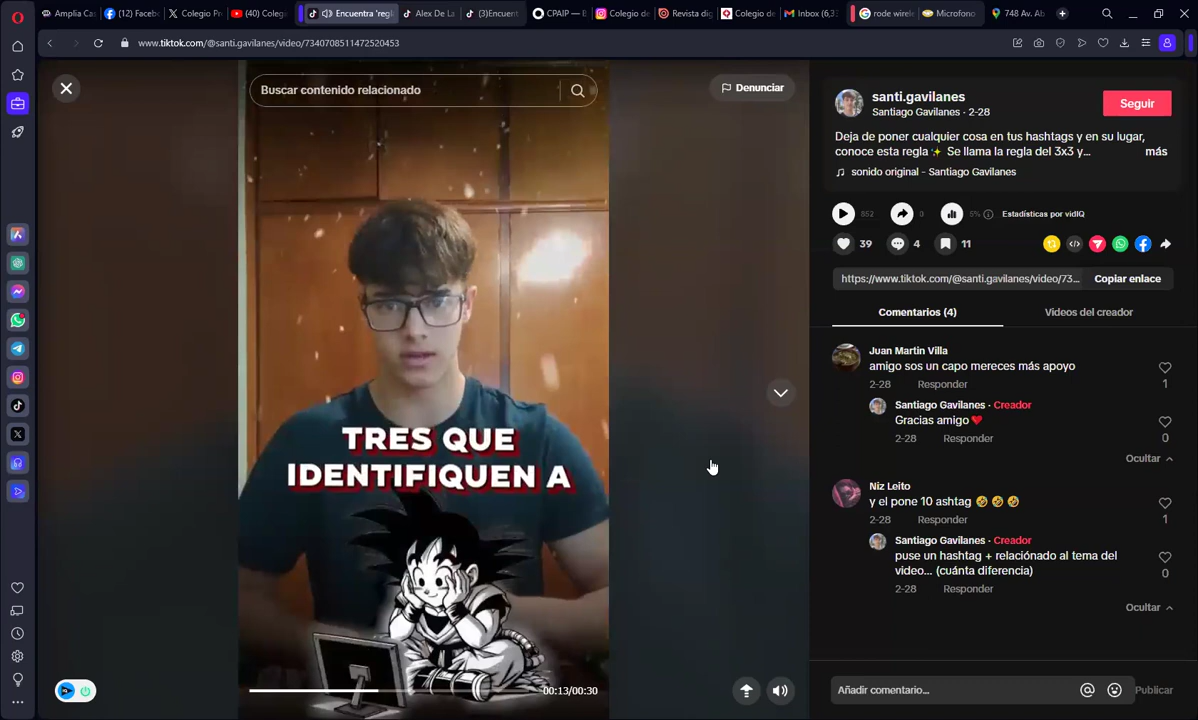 Amplia Ca
(12) Faceb
Colegio Pr
(40) Coleg
Encuentra 'regl
Alex De La
(3)Encuent
CPAIP — B
Colegio de
Revista dig
Colegio de
Inbox (6,33
rode wirele
Microfono
748 Av. Ab
www.tiktok.com/@santi.gavilanes/video/7340708511472520453
Buscar contenido relacionado
Denunciar
TRES QUE
IDENTIFIQUEN A
00:13/00:30
santi.gavilanes
Santiago Gavilanes · 2-28
Seguir
Deja de poner cualquier cosa en tus hashtags y en su lugar,
conoce esta regla ✨ Se llama la regla del 3x3 y... más
sonido original - Santiago Gavilanes
852 0 5% Estadísticas por vidIQ
39 4 11
https://www.tiktok.com/@santi.gavilanes/video/73... Copiar enlace
Comentarios (4) Videos del creador
Juan Martin Villa
amigo sos un capo mereces más apoyo
2-28 Responder 1
Santiago Gavilanes · Creador
Gracias amigo❤️
2-28 Responder 0
Ocultar
Niz Leito
y el pone 10 ashtag 🤣 🤣 🤣
2-28 Responder 1
Santiago Gavilanes · Creador
puse un hashtag + relaciónado al tema del
video... (cuánta diferencia)
2-28 Responder 0
Ocultar
Añadir comentario... Publicar